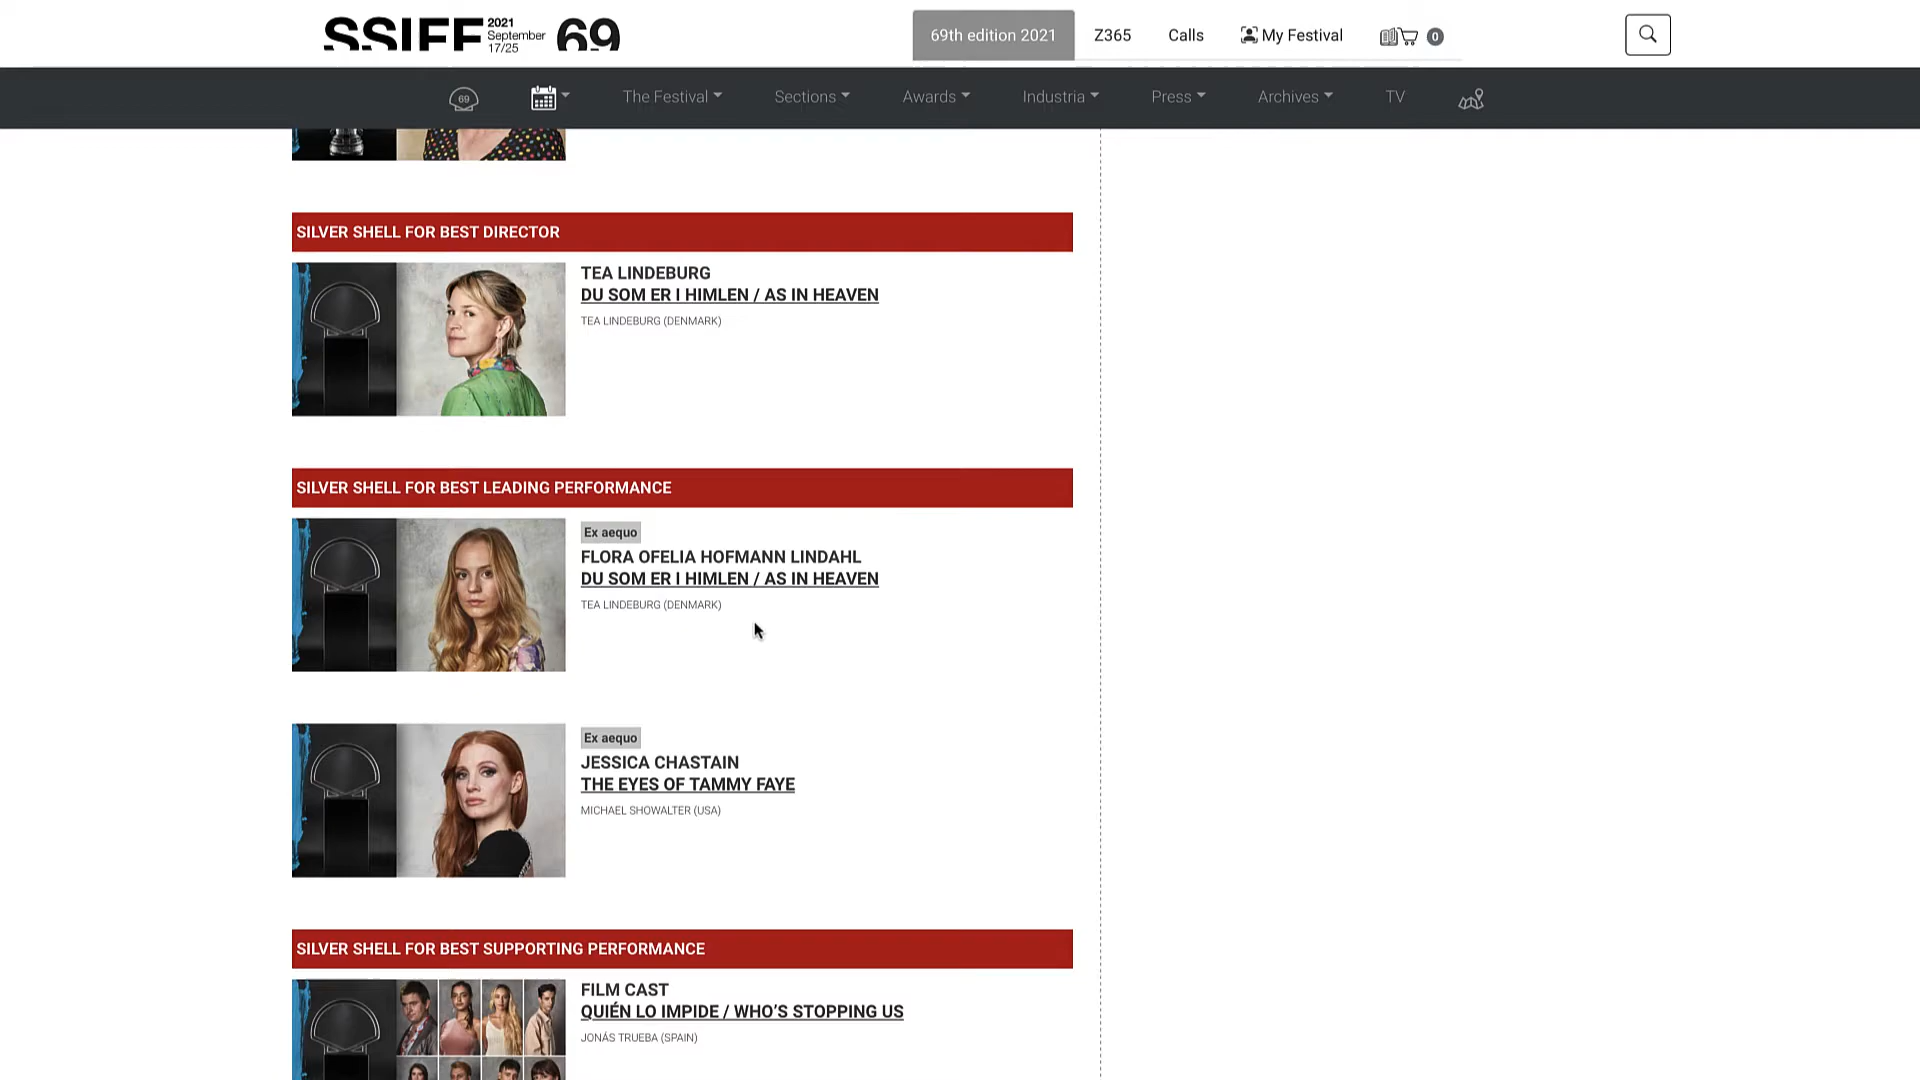 SSIFF 2021 September 17/25 69
69th edition 2021 Z365 Calls My Festival 0
69 The Festival Sections Awards Industria Press Archives TV
SILVER SHELL FOR BEST DIRECTOR
TEA LINDEBURG
DU SOM ER I HIMLEN / AS IN HEAVEN
TEA LINDEBURG (DENMARK)
SILVER SHELL FOR BEST LEADING PERFORMANCE
Ex aequo
FLORA OFELIA HOFMANN LINDAHL
DU SOM ER I HIMLEN / AS IN HEAVEN
TEA LINDEBURG (DENMARK)
Ex aequo
JESSICA CHASTAIN
THE EYES OF TAMMY FAYE
MICHAEL SHOWALTER (USA)
SILVER SHELL FOR BEST SUPPORTING PERFORMANCE
FILM CAST
QUIÉN LO IMPIDE / WHO'S STOPPING US
JONÁS TRUEBA (SPAIN)